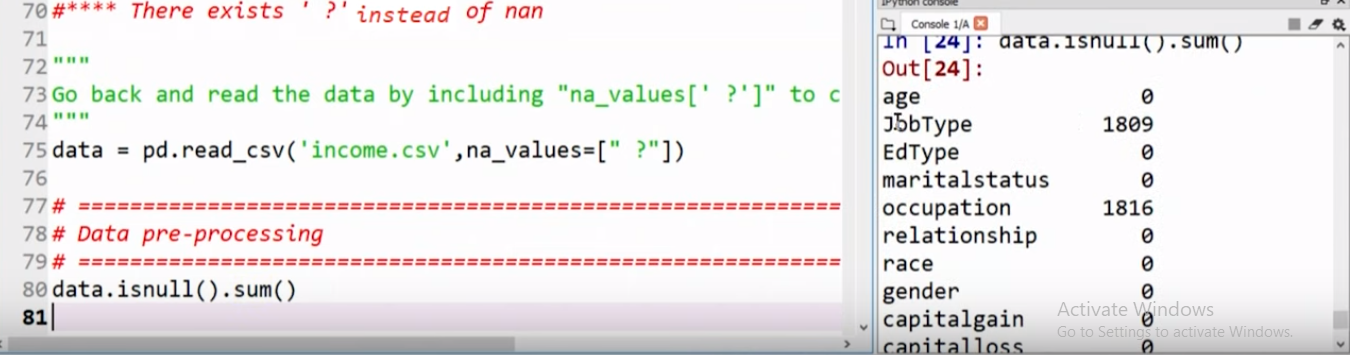 70 #**** There exists ' ?' instead of nan
71
72 """
73 Go back and read the data by including "na_values[' ?']" to c
74 """
75 data = pd.read_csv('income.csv',na_values=[" ?"])
76
77 # ===========================================================
78 # Data pre-processing
79 # ===========================================================
80 data.isnull().sum()
81
IPython console
Console 1/A
In [24]: data.isnull().sum()
Out[24]:
age 0
JobType 1809
EdType 0
maritalstatus 0
occupation 1816
relationship 0
race 0
gender 0
capitalgain 0
capitalloss 0
Activate Windows
Go to Settings to activate Windows.